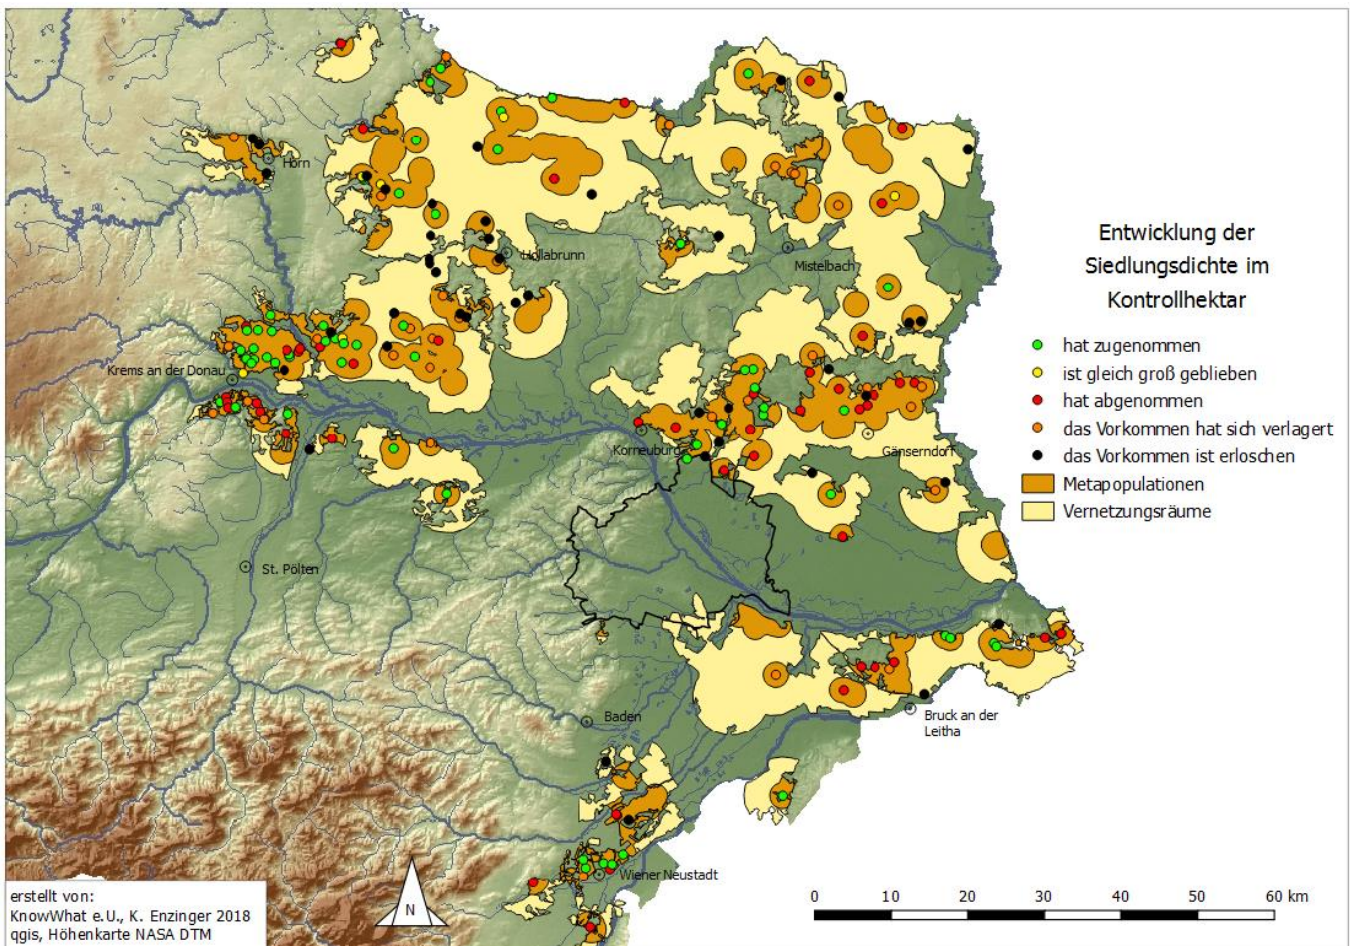 Horn
Hollabrunn
Mistelbach
Krems an der Donau
Korneuburg
Gänserndorf
St. Pölten
Baden
Bruck an der
Leitha
Wiener Neustadt
Entwicklung der
Siedlungsdichte im
Kontrollhektar
hat zugenommen
ist gleich groß geblieben
hat abgenommen
das Vorkommen hat sich verlagert
das Vorkommen ist erloschen
Metapopulationen
Vernetzungsräume
erstellt von:
KnowWhat e.U., K. Enzinger 2018
qgis, Höhenkarte NASA DTM
N
0 10 20 30 40 50 60 km